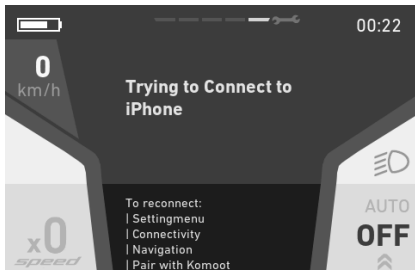 00:22
0
km/h
Trying to Connect to
iPhone
To reconnect:
| Settingmenu
| Connectivity
| Navigation
| Pair with Komoot
x0
speed
AUTO
OFF